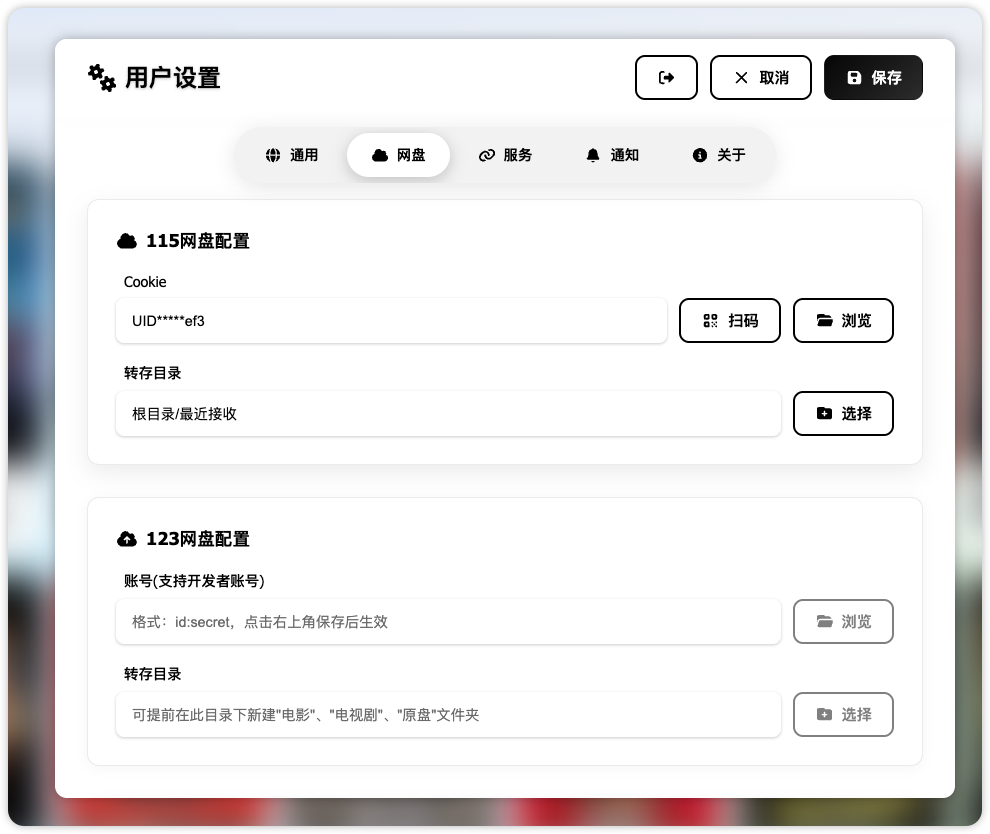 用户设置
取消
保存
通用
网盘
服务
通知
关于
115网盘配置
Cookie
UID*****ef3
扫码
浏览
转存目录
根目录/最近接收
选择
123网盘配置
账号(支持开发者账号)
格式：id:secret，点击右上角保存后生效
浏览
转存目录
可提前在此目录下新建"电影"、"电视剧"、"原盘"文件夹
选择